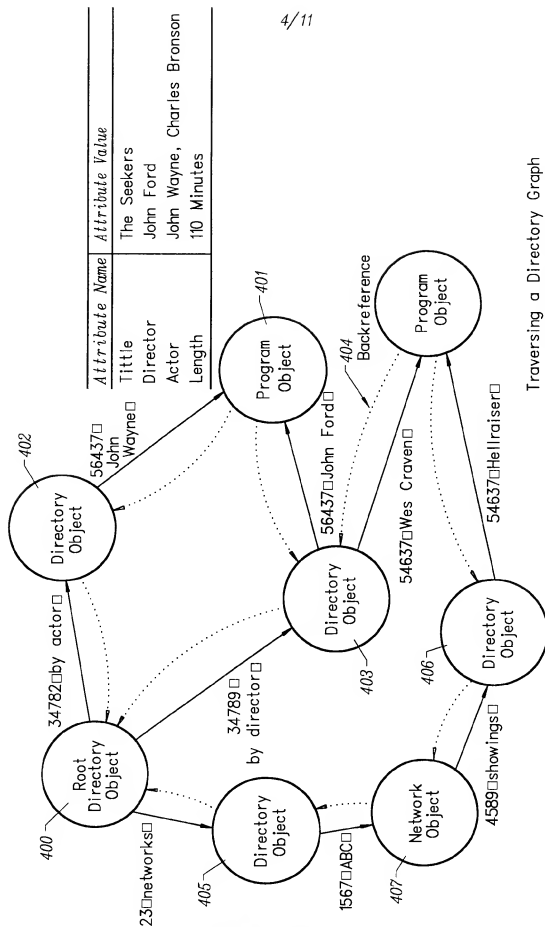 4/11
Attribute Name Attribute Value
Tittle The Seekers
Director John Ford
Actor John Wayne, Charles Bronson
Length 110 Minutes
402
Directory
Object
56437□
John
Wayne□
401
Program
Object
34782□by actor□
400
Root
Directory
Object
34789□
by director□
Directory
Object
403
56437□John Ford□
404
Backreference
Program
Object
54637□Wes Craven□
23□networks□
405
Directory
Object
1567□ABC□
Network
Object
407
4589□showings□
406
Directory
Object
54637□Hellraiser□
Traversing a Directory Graph